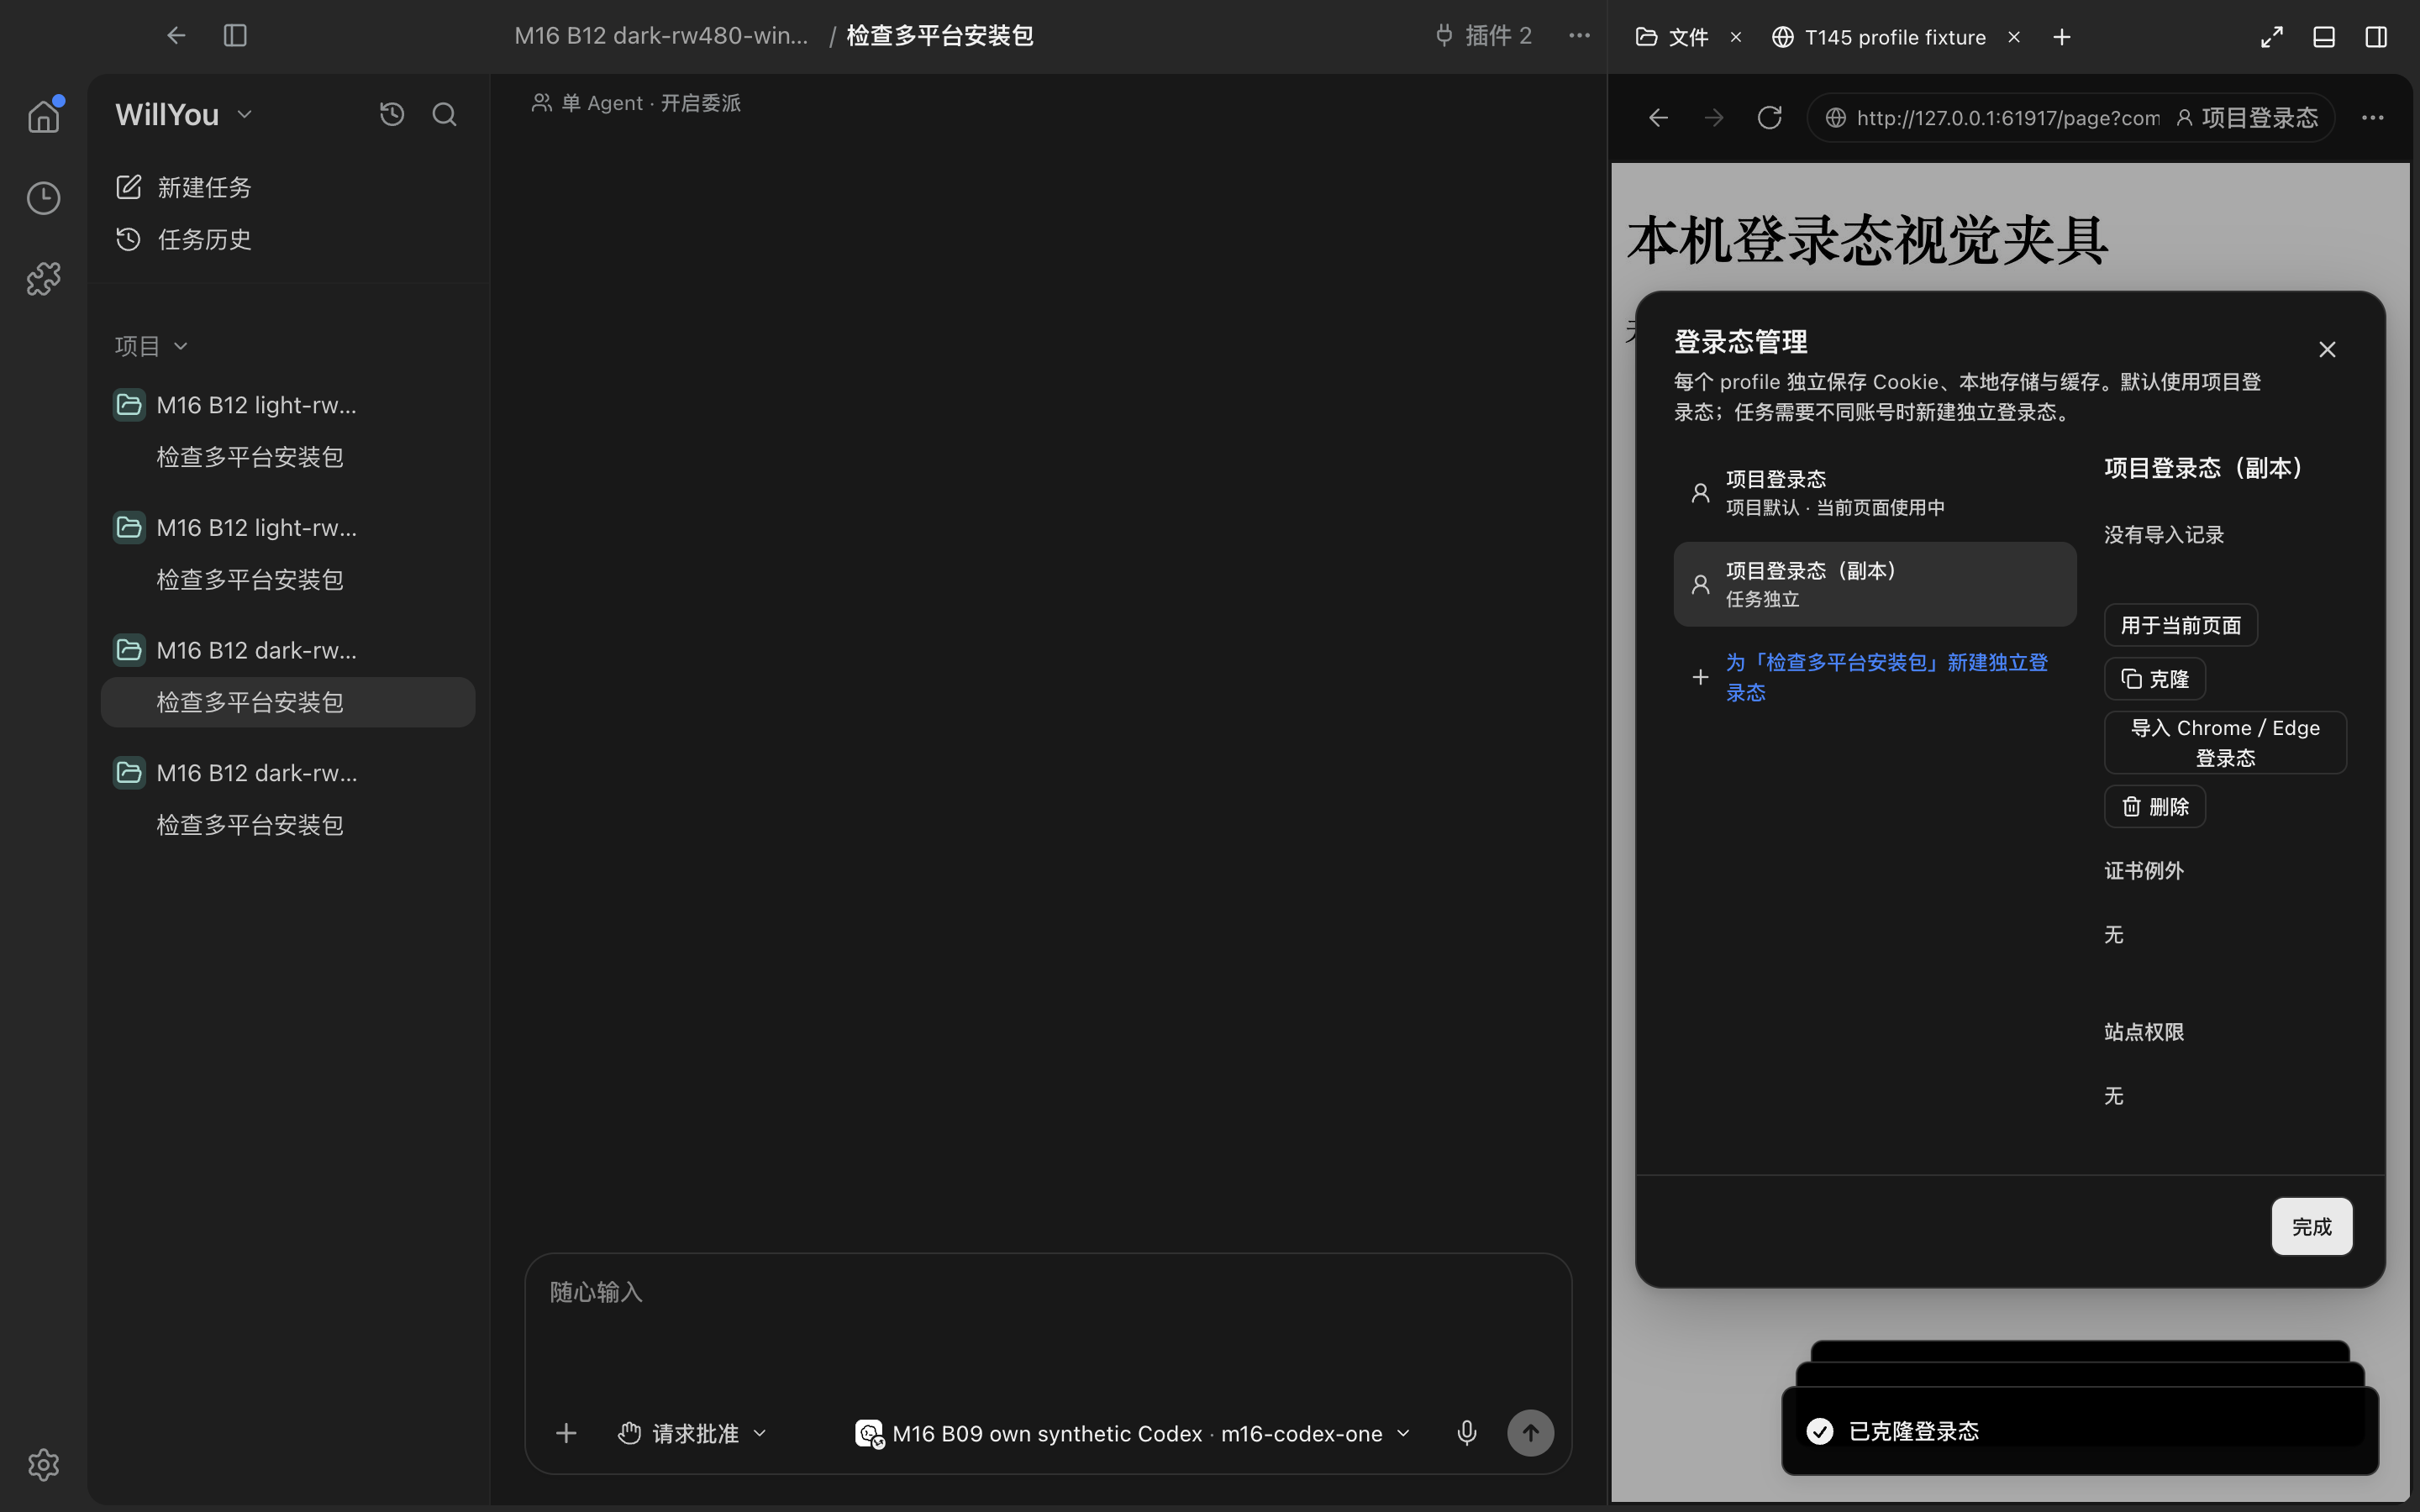 M16 B12 dark-rw480-win... / 检查多平台安装包
插件 2
文件
T145 profile fixture
WillYou
新建任务
任务历史
项目
M16 B12 light-rw...
检查多平台安装包
M16 B12 light-rw...
检查多平台安装包
M16 B12 dark-rw...
检查多平台安装包
M16 B12 dark-rw...
检查多平台安装包
单 Agent · 开启委派
随心输入
请求批准
M16 B09 own synthetic Codex · m16-codex-one
http://127.0.0.1:61917/page?com
项目登录态
本机登录态视觉夹具
登录态管理
每个 profile 独立保存 Cookie、本地存储与缓存。默认使用项目登
录态；任务需要不同账号时新建独立登录态。
项目登录态
项目默认 · 当前页面使用中
项目登录态（副本）
任务独立
为「检查多平台安装包」新建独立登
录态
项目登录态（副本）
没有导入记录
用于当前页面
克隆
导入 Chrome / Edge
登录态
删除
证书例外
无
站点权限
无
完成
已克隆登录态